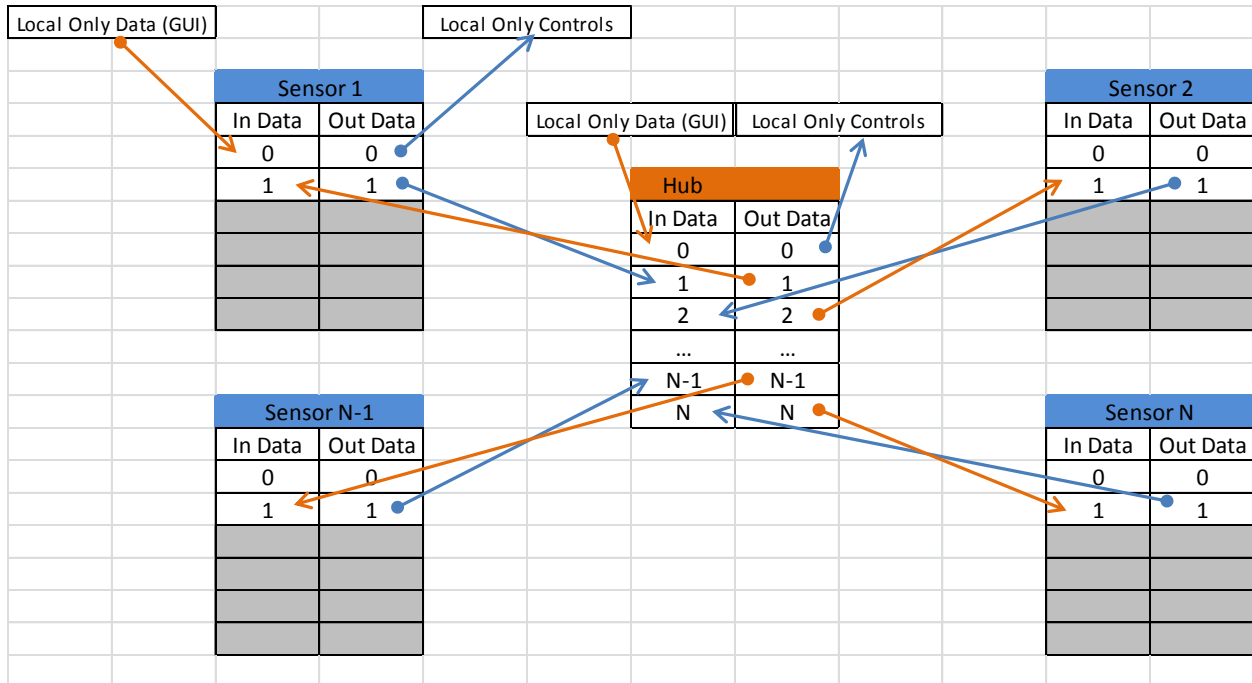 Local Only Data (GUI) Local Only Controls
Sensor 1 Sensor 2
In Data Out Data Local Only Data (GUI) Local Only Controls In Data Out Data
0 0 0 0
1 1 Hub 1 1
In Data Out Data
0 0
1 1
2 2
... ...
N-1 N-1
Sensor N-1 N N Sensor N
In Data Out Data In Data Out Data
0 0 0 0
1 1 1 1